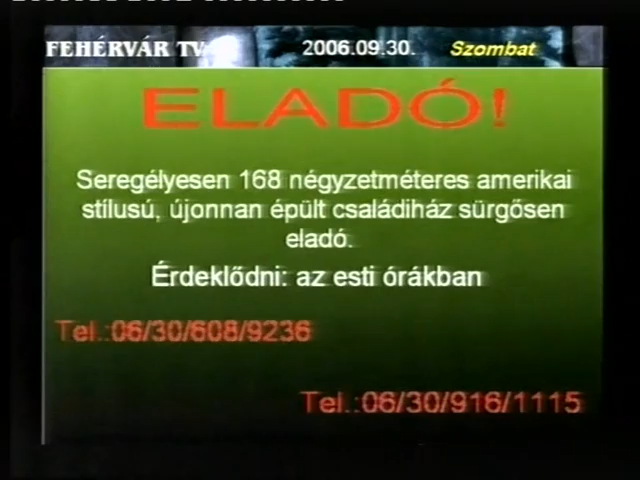 FEHÉRVÁR TV
2006.09.30.
Szombat
ELADÓ!
Seregélyesen 168 négyzetméteres amerikai
stílusú, újonnan épült családiház sürgősen
eladó.
Érdeklődni: az esti órákban
Tel.:06/30/608/9236
Tel.:06/30/916/1115